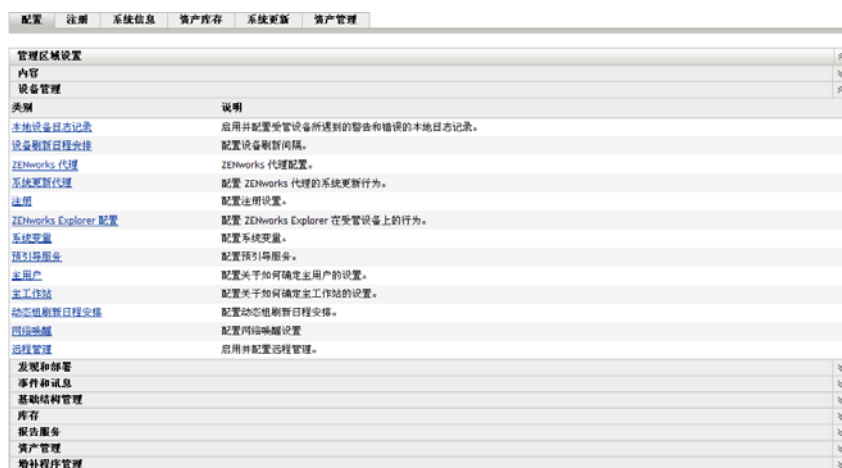 配置 注册 系统信息 资产库存 系统更新 资产管理
管理区域设置
内容
设备管理
类别 说明
本地设备日志记录 启用并配置受管设备所遇到的警告和错误的本地日志记录。
设备刷新日程安排 配置设备刷新间隔。
ZENworks 代理 ZENworks 代理配置。
系统更新代理 配置 ZENworks 代理的系统更新行为。
注册 配置注册设置。
ZENworks Explorer 配置 配置 ZENworks Explorer 在受管设备上的行为。
系统变量 配置系统变量。
预引导服务 配置预引导服务。
主用户 配置关于如何确定主用户的设置。
主工作站 配置关于如何确定主工作站的设置。
动态组刷新日程安排 配置动态组刷新日程安排。
网络唤醒 配置网络唤醒设置
远程管理 启用并配置远程管理。
发现和部署
事件和讯息
基础结构管理
库存
报告服务
资产管理
增补程序管理